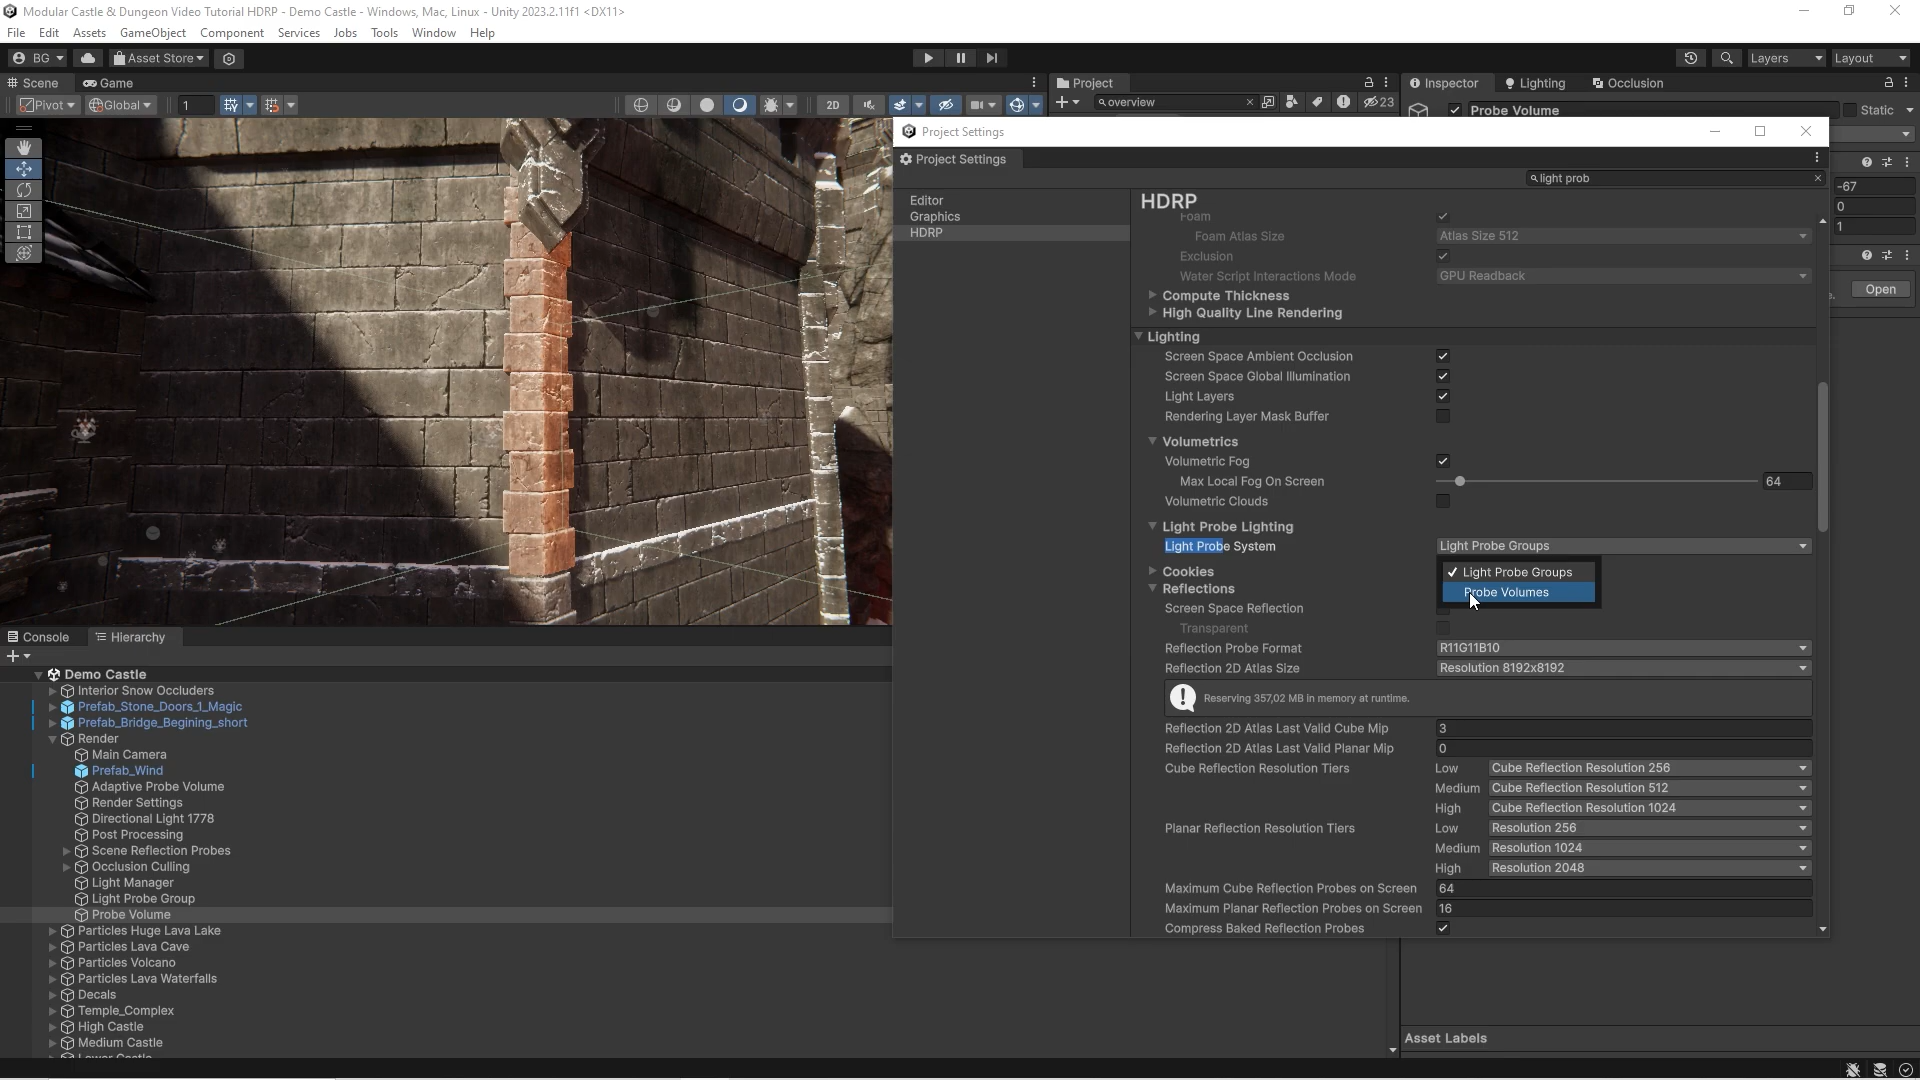 Modular Castle & Dungeon Video Tutorial HDRP - Demo Castle - Windows, Mac, Linux - Unity 2023.2.11f1 <DX11>
File Edit Assets GameObject Component Services Jobs Tools Window Help
BG Asset Store Layers Layout
Scene Game Project Inspector Lighting Occlusion
Pivot Global 1 2D overview 23 Probe Volume Static
Project Settings
Project Settings
light prob
-67
0
1
Open
Editor
Graphics
HDRP
HDRP
Foam
Foam Atlas Size Atlas Size 512
Exclusion
Water Script Interactions Mode GPU Readback
Compute Thickness
High Quality Line Rendering
Lighting
Screen Space Ambient Occlusion
Screen Space Global Illumination
Light Layers
Rendering Layer Mask Buffer
Volumetrics
Volumetric Fog
Max Local Fog On Screen 64
Volumetric Clouds
Light Probe Lighting
Light Probe System Light Probe Groups
Light Probe Groups
Probe Volumes
Cookies
Reflections
Screen Space Reflection
Transparent
Reflection Probe Format R11G11B10
Reflection 2D Atlas Size Resolution 8192x8192
Reserving 357,02 MB in memory at runtime.
Reflection 2D Atlas Last Valid Cube Mip 3
Reflection 2D Atlas Last Valid Planar Mip 0
Cube Reflection Resolution Tiers Low Cube Reflection Resolution 256
Medium Cube Reflection Resolution 512
High Cube Reflection Resolution 1024
Planar Reflection Resolution Tiers Low Resolution 256
Medium Resolution 1024
High Resolution 2048
Maximum Cube Reflection Probes on Screen 64
Maximum Planar Reflection Probes on Screen 16
Compress Baked Reflection Probes
Console Hierarchy
Demo Castle
Interior Snow Occluders
Prefab_Stone_Doors_1_Magic
Prefab_Bridge_Begining_short
Render
Main Camera
Prefab_Wind
Adaptive Probe Volume
Render Settings
Directional Light 1778
Post Processing
Scene Reflection Probes
Occlusion Culling
Light Manager
Light Probe Group
Probe Volume
Particles Huge Lava Lake
Particles Lava Cave
Particles Volcano
Particles Lava Waterfalls
Decals
Temple_Complex
High Castle
Medium Castle
Lower Castle
Asset Labels